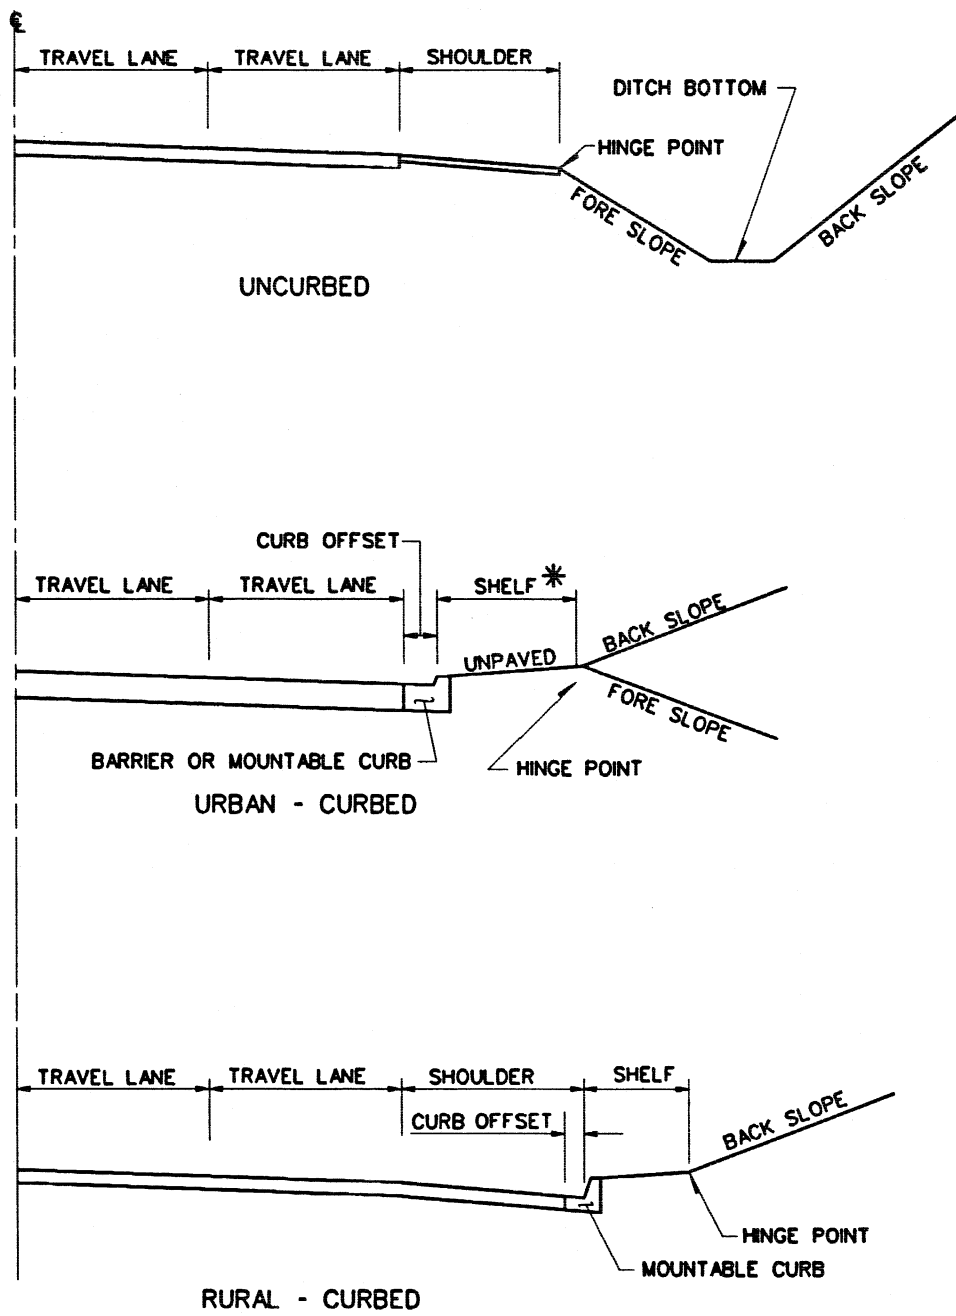 ℄
TRAVEL LANE TRAVEL LANE SHOULDER
DITCH BOTTOM
HINGE POINT
FORE SLOPE
BACK SLOPE
UNCURBED
CURB OFFSET
TRAVEL LANE TRAVEL LANE SHELF *
UNPAVED
BACK SLOPE
FORE SLOPE
BARRIER OR MOUNTABLE CURB
HINGE POINT
URBAN - CURBED
TRAVEL LANE TRAVEL LANE SHOULDER SHELF
CURB OFFSET
BACK SLOPE
HINGE POINT
MOUNTABLE CURB
RURAL - CURBED